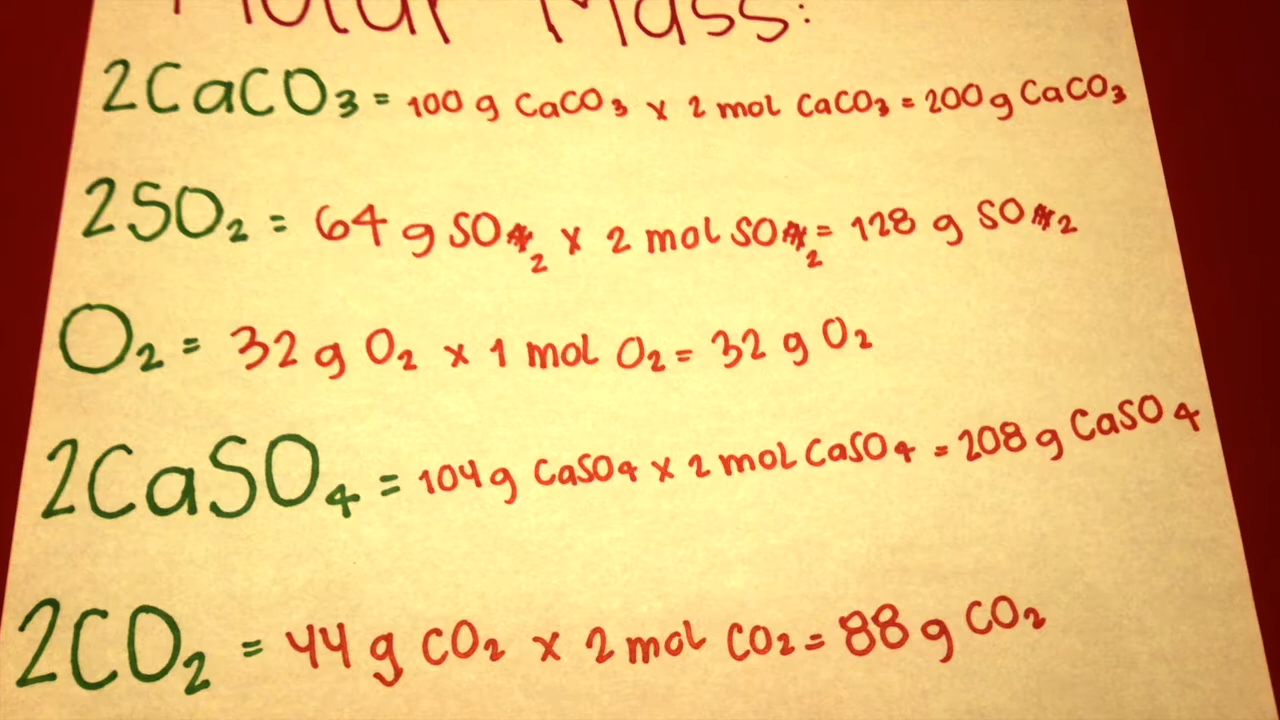 Molar Mass:
2CaCO₃ = 100 g CaCO₃ x 2 mol CaCO₃ = 200 g CaCO₃
2SO₂ = 64 g SO₂ x 2 mol SO₂ = 128 g SO₂
O₂ = 32 g O₂ x 1 mol O₂ = 32 g O₂
2CaSO₄ = 104 g CaSO₄ x 2 mol CaSO₄ = 208 g CaSO₄
2CO₂ = 44 g CO₂ x 2 mol CO₂ = 88 g CO₂